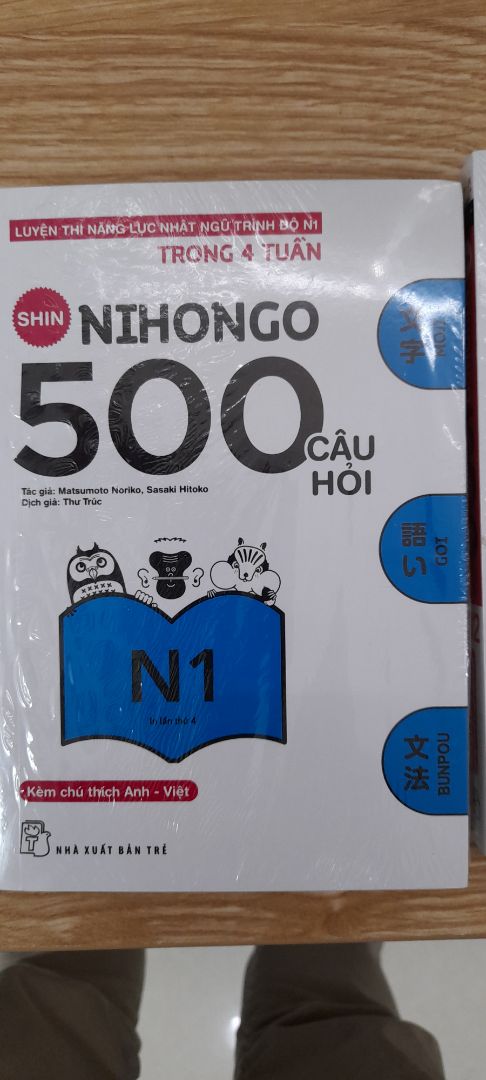 LUYỆN THI NĂNG LỰC NHẬT NGỮ TRÌNH ĐỘ N1
TRONG 4 TUẦN
SHIN NIHONGO
500 CÂU HỎI
Tác giả: Matsumoto Noriko, Sasaki Hitoko
Dịch giả: Thư Trúc
文字 MOJI
語い GOI
文法 BUNPOU
N1
In lần thứ 4
Kèm chú thích Anh - Việt
T
NHÀ XUẤT BẢN TRẺ